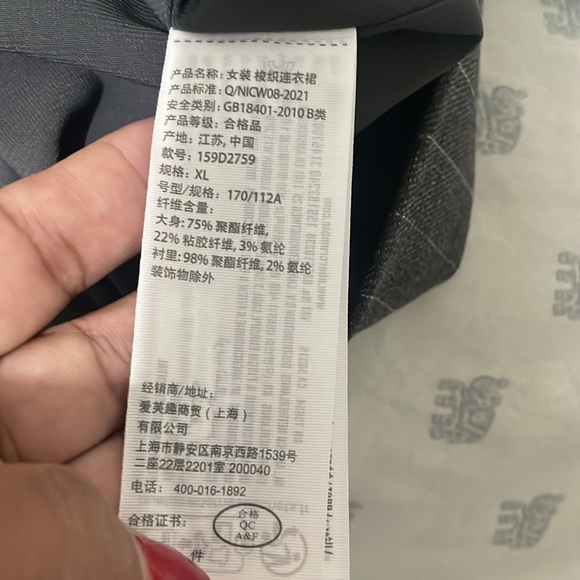 产品名称: 女装 梭织连衣裙
产品标准: Q/NICW08-2021
安全类别: GB18401-2010 B类
产品等级: 合格品
产地: 江苏, 中国
款号: 159D2759
规格: XL
号型/规格: 170/112A
纤维含量:
大身: 75% 聚酯纤维,
22% 粘胶纤维, 3% 氨纶
衬里: 98% 聚酯纤维, 2% 氨纶
装饰物除外
经销商/地址:
爱芙趣商贸 ( 上海 )
有限公司
上海市静安区南京西路1539号
二座22层2201室 200040
电话: 400-016-1892
合格证书:
合格
QC
A&F
件